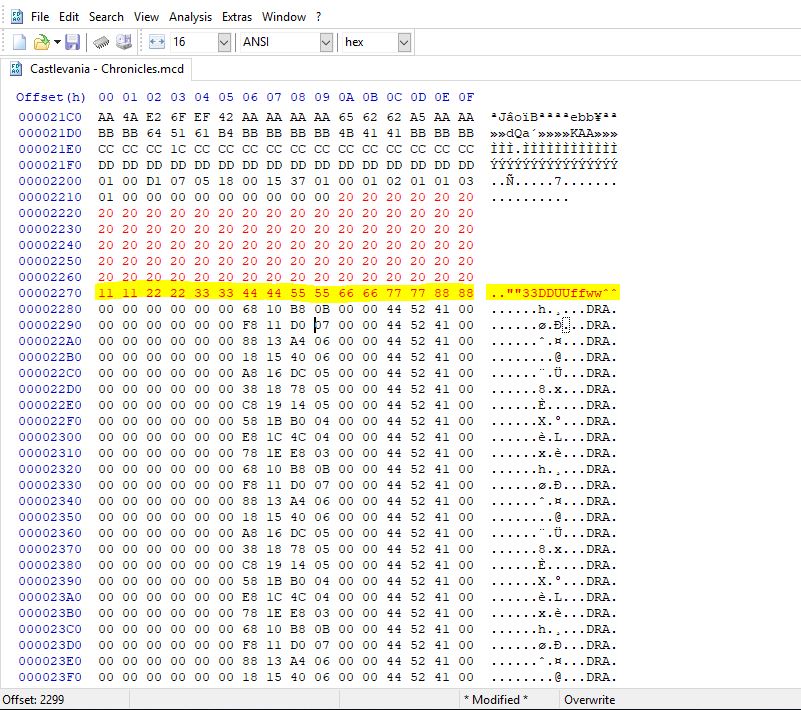 File Edit Search View Analysis Extras Window ?
16 ANSI hex
Castlevania - Chronicles.mcd
Offset(h) 00 01 02 03 04 05 06 07 08 09 0A 0B 0C 0D 0E 0F
000021C0 AA 4A E2 6F EF 42 AA AA AA AA 65 62 62 A5 AA AA ªJâoïBªªªªebb¥ªª
000021D0 BB BB 64 51 61 B4 BB BB BB BB 4B 41 41 BB BB BB »»dQa´»»»»KAA»»»
000021E0 CC CC CC 1C CC CC CC CC CC CC CC CC CC CC CC CC ÌÌÌ.ÌÌÌÌÌÌÌÌÌÌÌÌ
000021F0 DD DD DD DD DD DD DD DD DD DD DD DD DD DD DD DD ÝÝÝÝÝÝÝÝÝÝÝÝÝÝÝÝ
00002200 01 00 D1 07 05 18 00 15 37 01 00 01 02 01 01 03 ..Ñ.....7.......
00002210 01 00 00 00 00 00 00 00 00 00 20 20 20 20 20 20 ..........
00002220 20 20 20 20 20 20 20 20 20 20 20 20 20 20 20 20
00002230 20 20 20 20 20 20 20 20 20 20 20 20 20 20 20 20
00002240 20 20 20 20 20 20 20 20 20 20 20 20 20 20 20 20
00002250 20 20 20 20 20 20 20 20 20 20 20 20 20 20 20 20
00002260 20 20 20 20 20 20 20 20 20 20 20 20 20 20 20 20
00002270 11 11 22 22 33 33 44 44 55 55 66 66 77 77 88 88 ..""33DDUUffwwˆˆ
00002280 00 00 00 00 00 00 68 10 B8 0B 00 00 44 52 41 00 ......h.¸...DRA.
00002290 00 00 00 00 00 00 F8 11 D0 07 00 00 44 52 41 00 ......ø.Ð...DRA.
000022A0 00 00 00 00 00 00 88 13 A4 06 00 00 44 52 41 00 ......ˆ.¤...DRA.
000022B0 00 00 00 00 00 00 18 15 40 06 00 00 44 52 41 00 ........@...DRA.
000022C0 00 00 00 00 00 00 A8 16 DC 05 00 00 44 52 41 00 ......¨.Ü...DRA.
000022D0 00 00 00 00 00 00 38 18 78 05 00 00 44 52 41 00 ......8.x...DRA.
000022E0 00 00 00 00 00 00 C8 19 14 05 00 00 44 52 41 00 ......È.....DRA.
000022F0 00 00 00 00 00 00 58 1B B0 04 00 00 44 52 41 00 ......X.°...DRA.
00002300 00 00 00 00 00 00 E8 1C 4C 04 00 00 44 52 41 00 ......è.L...DRA.
00002310 00 00 00 00 00 00 78 1E E8 03 00 00 44 52 41 00 ......x.è...DRA.
00002320 00 00 00 00 00 00 68 10 B8 0B 00 00 44 52 41 00 ......h.¸...DRA.
00002330 00 00 00 00 00 00 F8 11 D0 07 00 00 44 52 41 00 ......ø.Ð...DRA.
00002340 00 00 00 00 00 00 88 13 A4 06 00 00 44 52 41 00 ......ˆ.¤...DRA.
00002350 00 00 00 00 00 00 18 15 40 06 00 00 44 52 41 00 ........@...DRA.
00002360 00 00 00 00 00 00 A8 16 DC 05 00 00 44 52 41 00 ......¨.Ü...DRA.
00002370 00 00 00 00 00 00 38 18 78 05 00 00 44 52 41 00 ......8.x...DRA.
00002380 00 00 00 00 00 00 C8 19 14 05 00 00 44 52 41 00 ......È.....DRA.
00002390 00 00 00 00 00 00 58 1B B0 04 00 00 44 52 41 00 ......X.°...DRA.
000023A0 00 00 00 00 00 00 E8 1C 4C 04 00 00 44 52 41 00 ......è.L...DRA.
000023B0 00 00 00 00 00 00 78 1E E8 03 00 00 44 52 41 00 ......x.è...DRA.
000023C0 00 00 00 00 00 00 68 10 B8 0B 00 00 44 52 41 00 ......h.¸...DRA.
000023D0 00 00 00 00 00 00 F8 11 D0 07 00 00 44 52 41 00 ......ø.Ð...DRA.
000023E0 00 00 00 00 00 00 88 13 A4 06 00 00 44 52 41 00 ......ˆ.¤...DRA.
000023F0 00 00 00 00 00 00 18 15 40 06 00 00 44 52 41 00 ........@...DRA.
Offset: 2299 * Modified * Overwrite